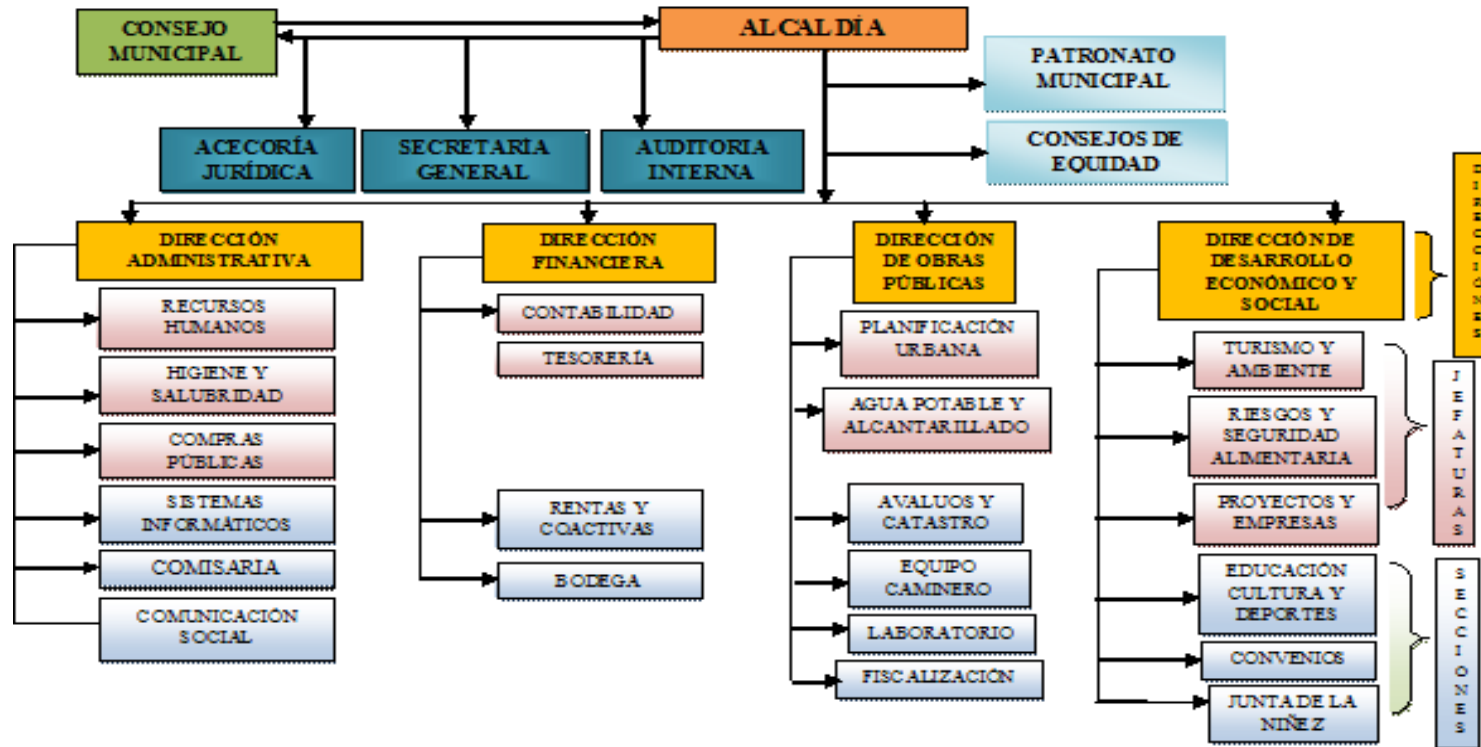 CONSEJO
MUNICIPAL
ALCALDÍA
PATRONATO
MUNICIPAL
CONSEJOS DE
EQUIDAD
ACECORÍA
JURÍDICA
SECRETARÍA
GENERAL
AUDITORIA
INTERNA
DIRECCIÓN
ADMINISTRATIVA
RECURSOS
HUMANOS
HIGIENE Y
SALUBRIDAD
COMPRAS
PÚBLICAS
SISTEMAS
INFORMÁTICOS
COMISARIA
COMUNICACIÓN
SOCIAL
DIRECCIÓN
FINANCIERA
CONTABILIDAD
TESORERÍA
RENTAS Y
COACTIVAS
BODEGA
DIRECCIÓN
DE OBRAS
PÚBLICAS
PLANIFICACIÓN
URBANA
AGUA POTABLE Y
ALCANTARILLADO
AVALUOS Y
CATASTRO
EQUIPO
CAMINERO
LABORATORIO
FISCALIZACIÓN
DIRECCIÓN DE
DESARROLLO
ECONÓMICO Y
SOCIAL
TURISMO Y
AMBIENTE
RIESGOS Y
SEGURIDAD
ALIMENTARIA
PROYECTOS Y
EMPRESAS
EDUCACIÓN
CULTURA Y
DEPORTES
CONVENIOS
JUNTA DE LA
NIÑEZ
DIRECCIÓNES
JEFATURAS
SECCIONES